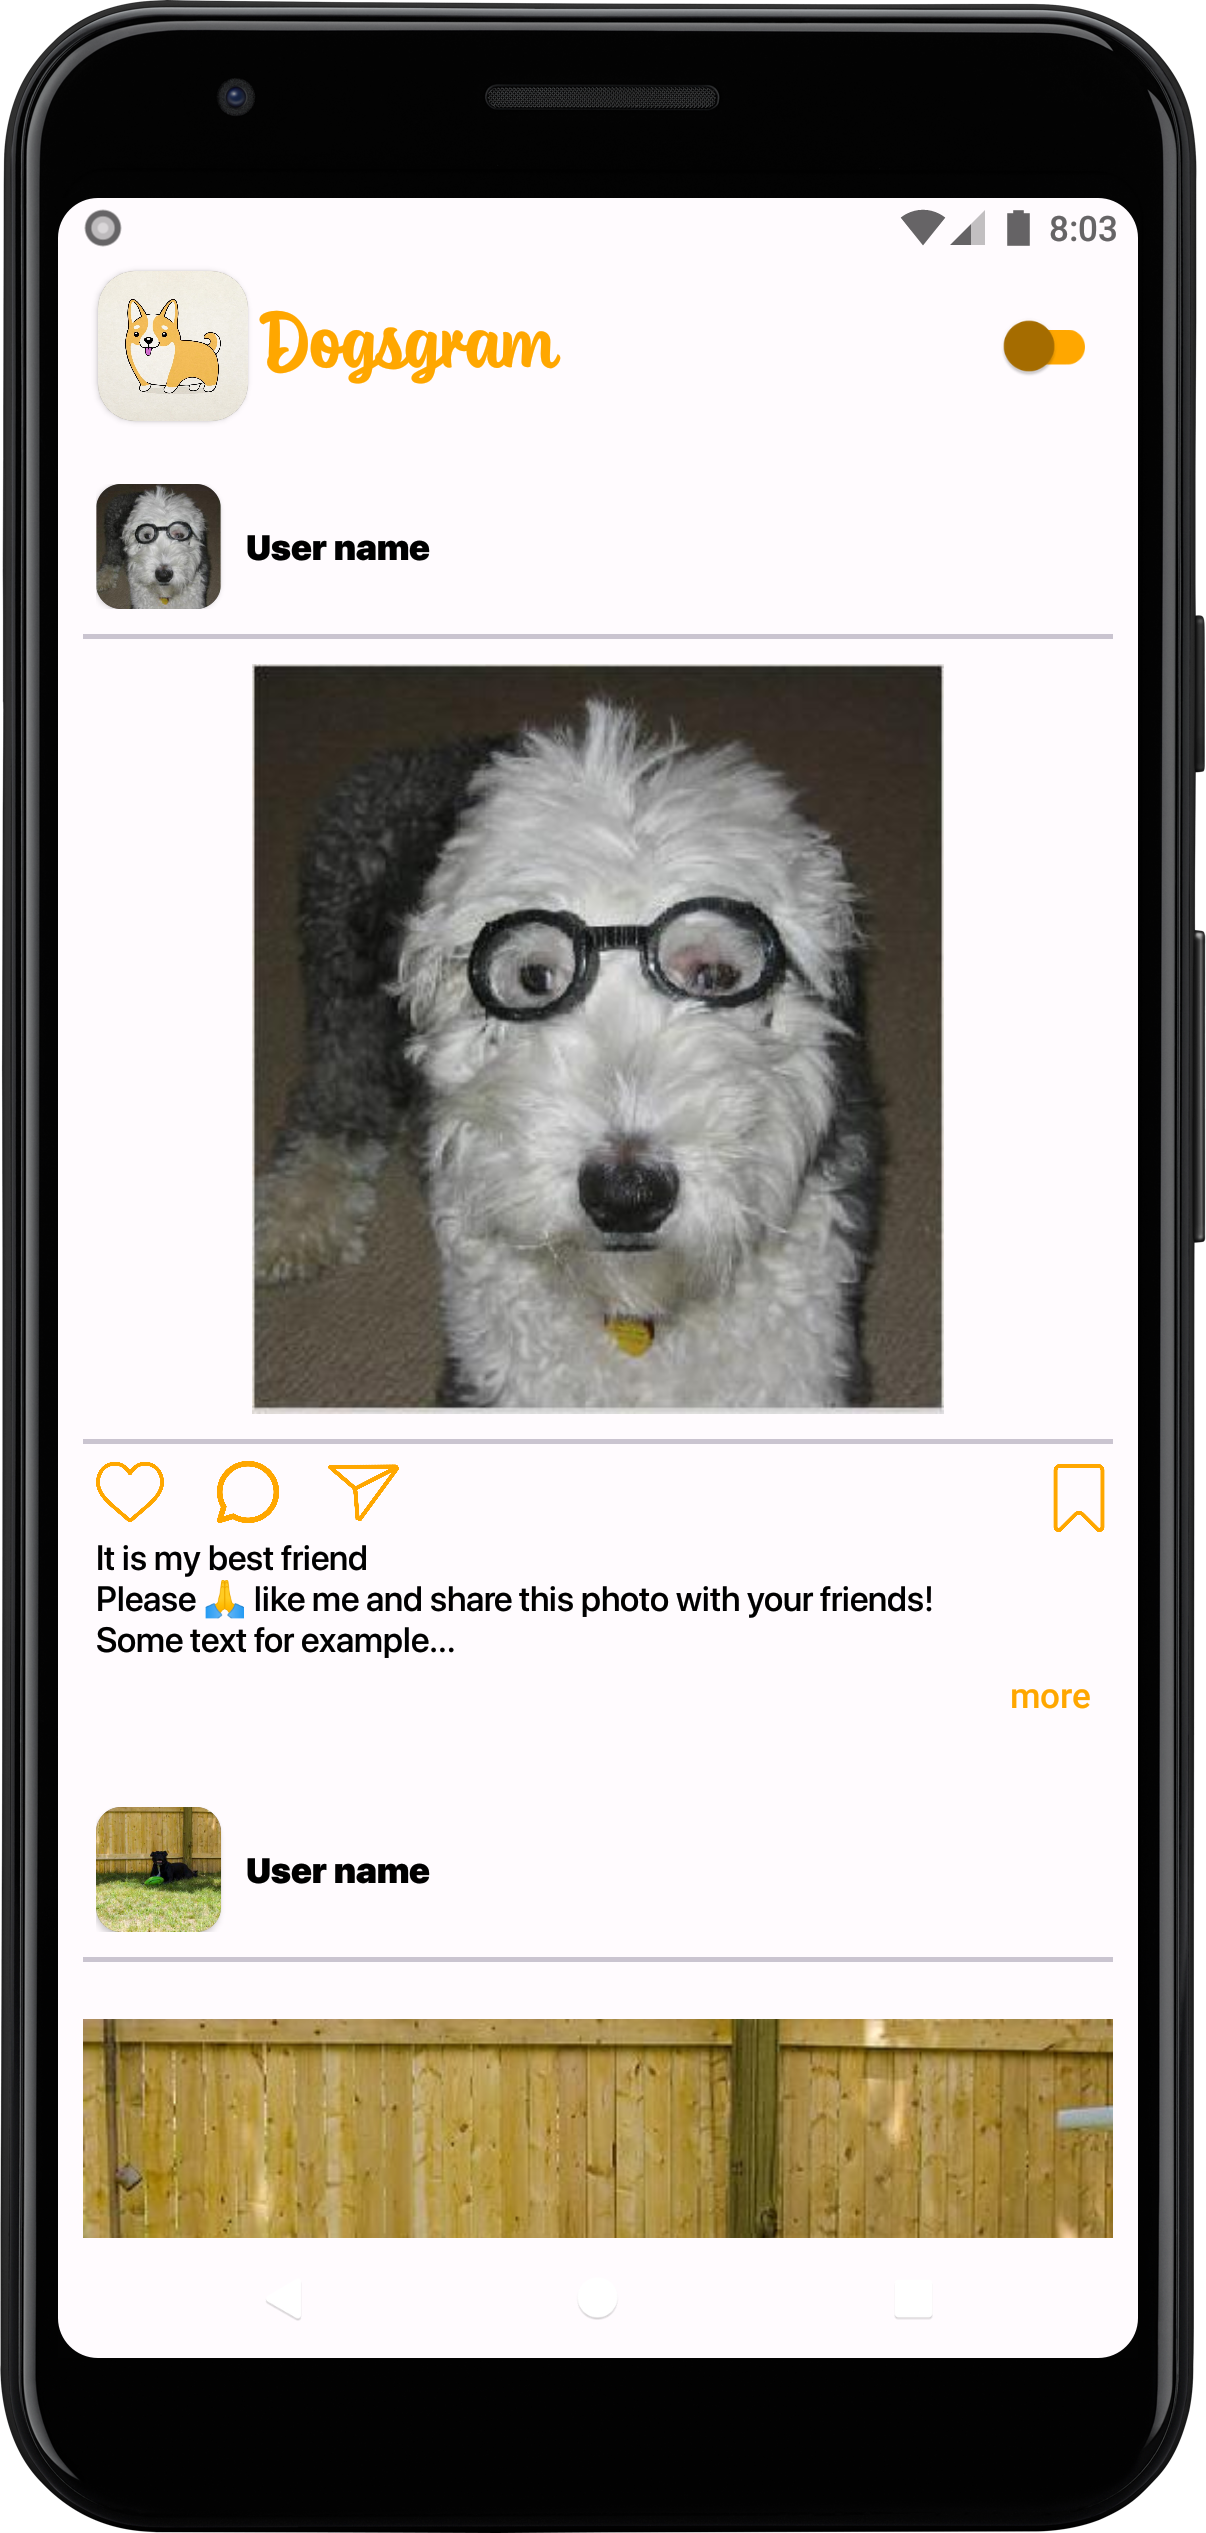 8:03
Dogsgram
User name
It is my best friend
Please 🙏 like me and share this photo with your friends!
Some text for example...
more
User name